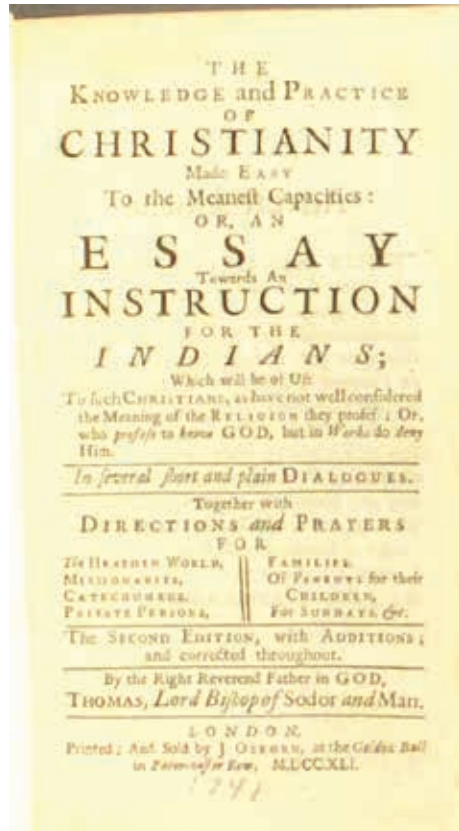 THE
KNOWLEDGE and PRACTICE
OF
CHRISTIANITY
Made EASY
To the Meaneſt Capacities:
OR, AN
ESSAY
Towards An
INSTRUCTION
FOR THE
INDIANS;
Which will be of Uſe
To ſuch CHRISTIANS, as have not well conſidered
the Meaning of the RELIGION they profeſs; Or,
who profeſs to know GOD, but in Works do deny
Him.
In ſeveral ſhort and plain DIALOGUES.
Together with
DIRECTIONS and PRAYERS
FOR
The HEATHEN WORLD,
MISSIONARIES,
CATECHUMENS,
PRIVATE PERSONS,
FAMILIES,
Of PARENTS for their
CHILDREN,
For SUNDAYS, &c.
The SECOND EDITION, with ADDITIONS;
and corrected throughout.
By the Right Reverend Father in GOD,
THOMAS, Lord Biſhop of Sodor and Man.
LONDON,
Printed; And Sold by J. OSBORN, at the Golden Ball
in Pater-noſter Row, M.DCC.XLI.
1741